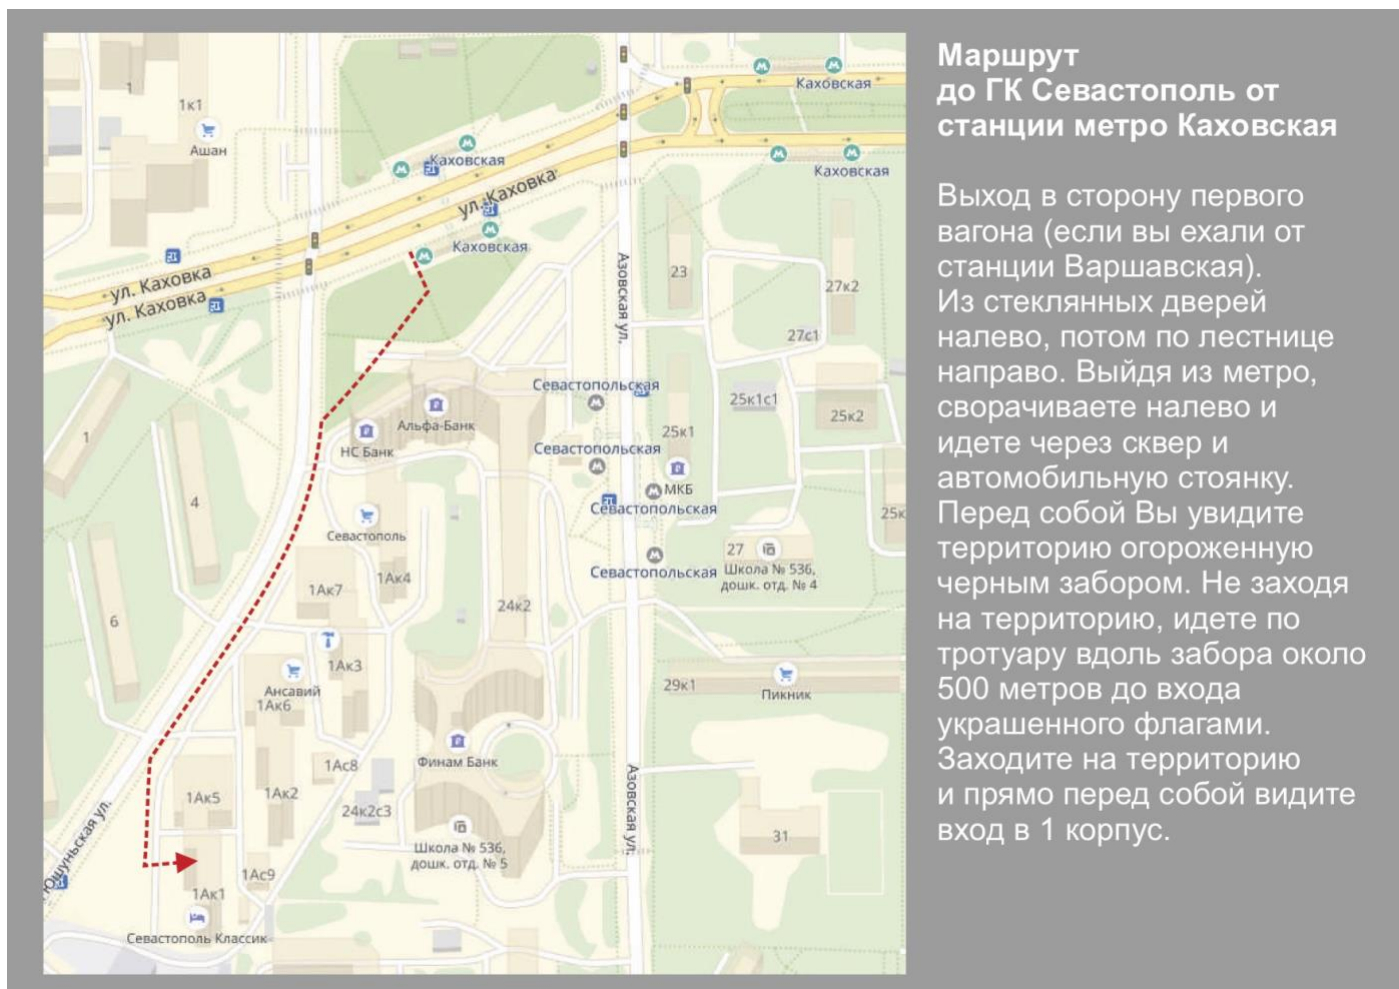 Маршрут
до ГК Севастополь от
станции метро Каховская
Выход в сторону первого
вагона (если вы ехали от
станции Варшавская).
Из стеклянных дверей
налево, потом по лестнице
направо. Выйдя из метро,
сворачиваете налево и
идете через сквер и
автомобильную стоянку.
Перед собой Вы увидите
территорию огороженную
черным забором. Не заходя
на территорию, идете по
тротуару вдоль забора около
500 метров до входа
украшенного флагами.
Заходите на территорию
и прямо перед собой видите
вход в 1 корпус.
1
1к1
Ашан
Каховская
Каховская
Каховская
Каховская
ул. Каховка
ул. Каховка
ул. Каховка
Азовская ул.
23
27к2
27с1
Севастопольская
25к1с1
25к2
Альфа-Банк
НС Банк
25к1
Севастопольская
1
4
МКБ
Севастопольская
25к
Севастополь
27
Севастопольская
Школа № 536,
дошк. отд. № 4
1Ак7
1Ак4
24к2
6
1Ак3
Ансавий
1Ак6
29к1
Пикник
1Ас8
Финам Банк
1Ак5
1Ак2
24к2с3
Азовская ул.
31
Школа № 536,
дошк. отд. № 5
Юшуньская ул.
1Ас9
1Ак1
Севастополь Классик